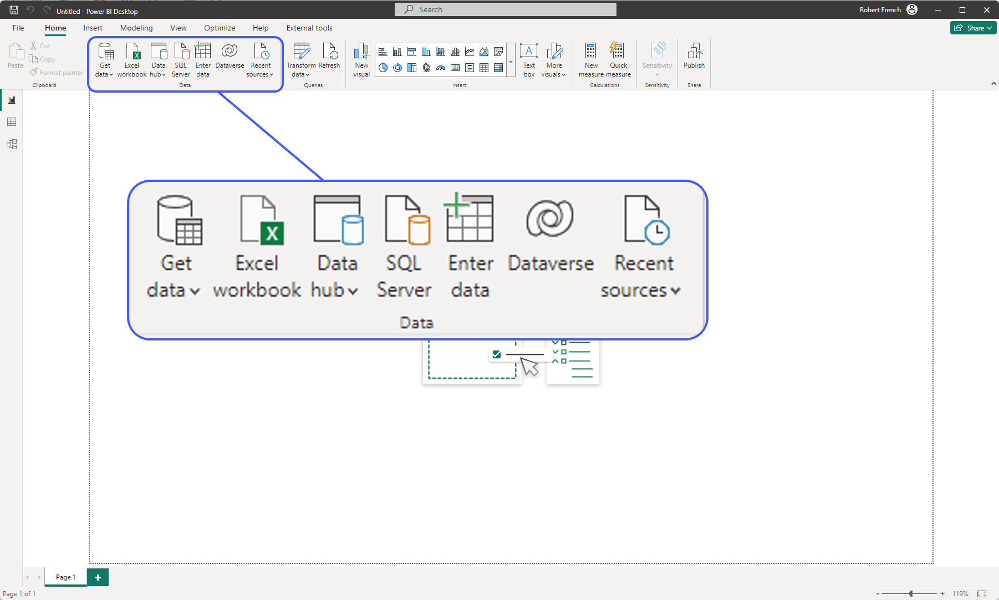 Untitled - Power BI Desktop
Search
Robert French
File Home Insert Modeling View Optimize Help External tools
Share
Paste
Cut
Copy
Format painter
Clipboard
Get data
Excel workbook
Data hub
SQL Server
Enter data
Dataverse
Recent sources
Data
Transform data
Refresh
Queries
New visual
123
A
Text box
More visuals
Insert
New measure
Quick measure
Calculations
Sensitivity
Sensitivity
Publish
Share
X
Get data
Excel workbook
Data hub
SQL Server
Enter data
Dataverse
Recent sources
Data
Page 1
+
Page 1 of 1
- + 119%